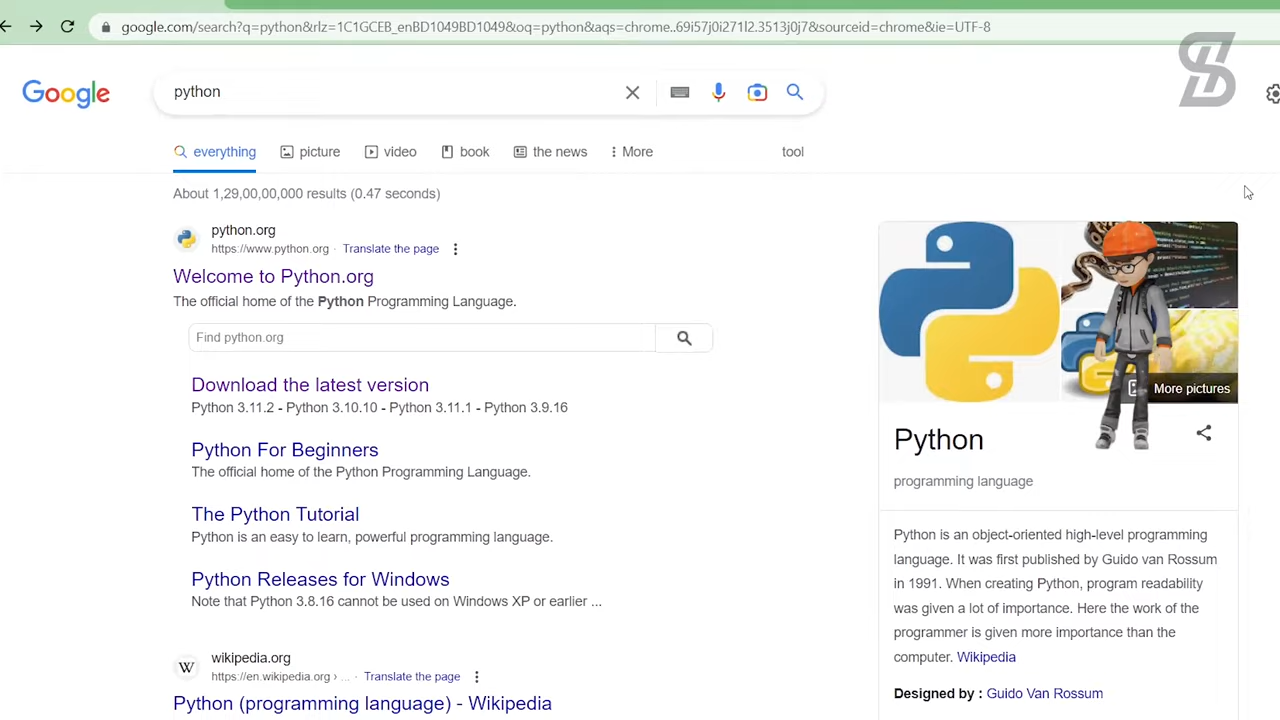 google.com/search?q=python&rlz=1C1GCEB_enBD1049BD1049&oq=python&aqs=chrome..69i57j0i271l2.3513j0j7&sourceid=chrome&ie=UTF-8
Google
python
everything
picture
video
book
the news
More
tool
About 1,29,00,00,000 results (0.47 seconds)
python.org
https://www.python.org · Translate the page
Welcome to Python.org
The official home of the Python Programming Language.
Find python.org
Download the latest version
Python 3.11.2 - Python 3.10.10 - Python 3.11.1 - Python 3.9.16
Python For Beginners
The official home of the Python Programming Language.
The Python Tutorial
Python is an easy to learn, powerful programming language.
Python Releases for Windows
Note that Python 3.8.16 cannot be used on Windows XP or earlier ...
W
wikipedia.org
https://en.wikipedia.org › ... · Translate the page
Python (programming language) - Wikipedia
More pictures
Python
programming language
Python is an object-oriented high-level programming
language. It was first published by Guido van Rossum
in 1991. When creating Python, program readability
was given a lot of importance. Here the work of the
programmer is given more importance than the
computer. Wikipedia
Designed by : Guido Van Rossum